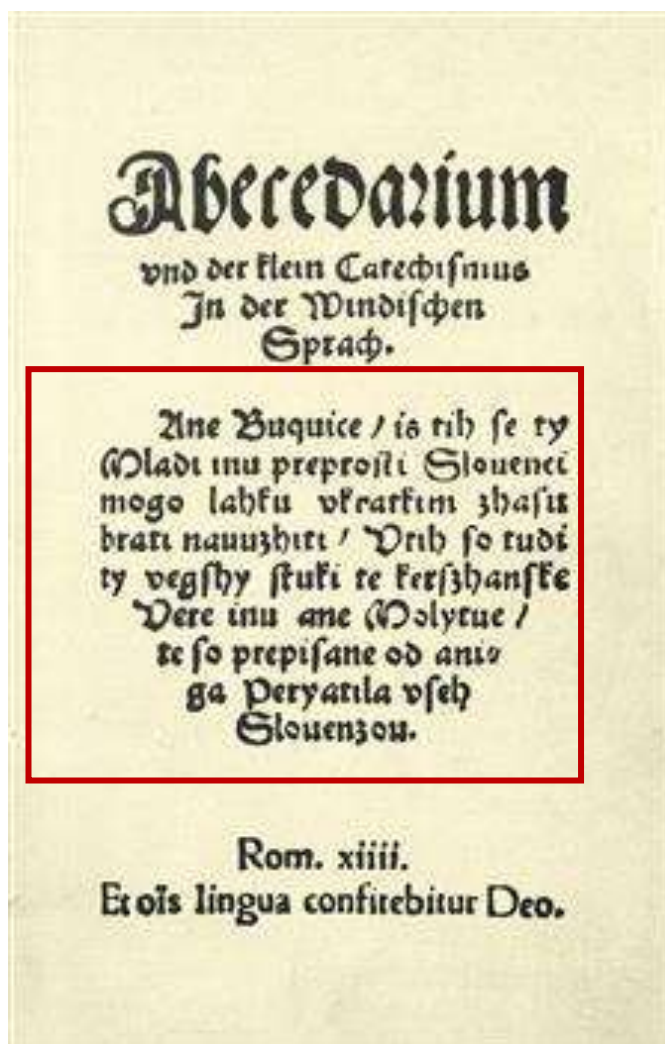 Abecedarium
vnd der klein Catechismus
In der Windischen
Sprach.
Ane Buquice / is tih se ty
Mladi inu preprosti Slouenci
mogo lahku vkratkim zhasu
brati nauuzhiti / Vtih so tudi
ty vegshy stuki te kerszhanske
Vere inu ane Molytue /
te so prepisane od ani⸗
ga Peryatila vseh
Slouenzou.
Rom. xiiii.
Et oīs lingua confitebitur Deo.